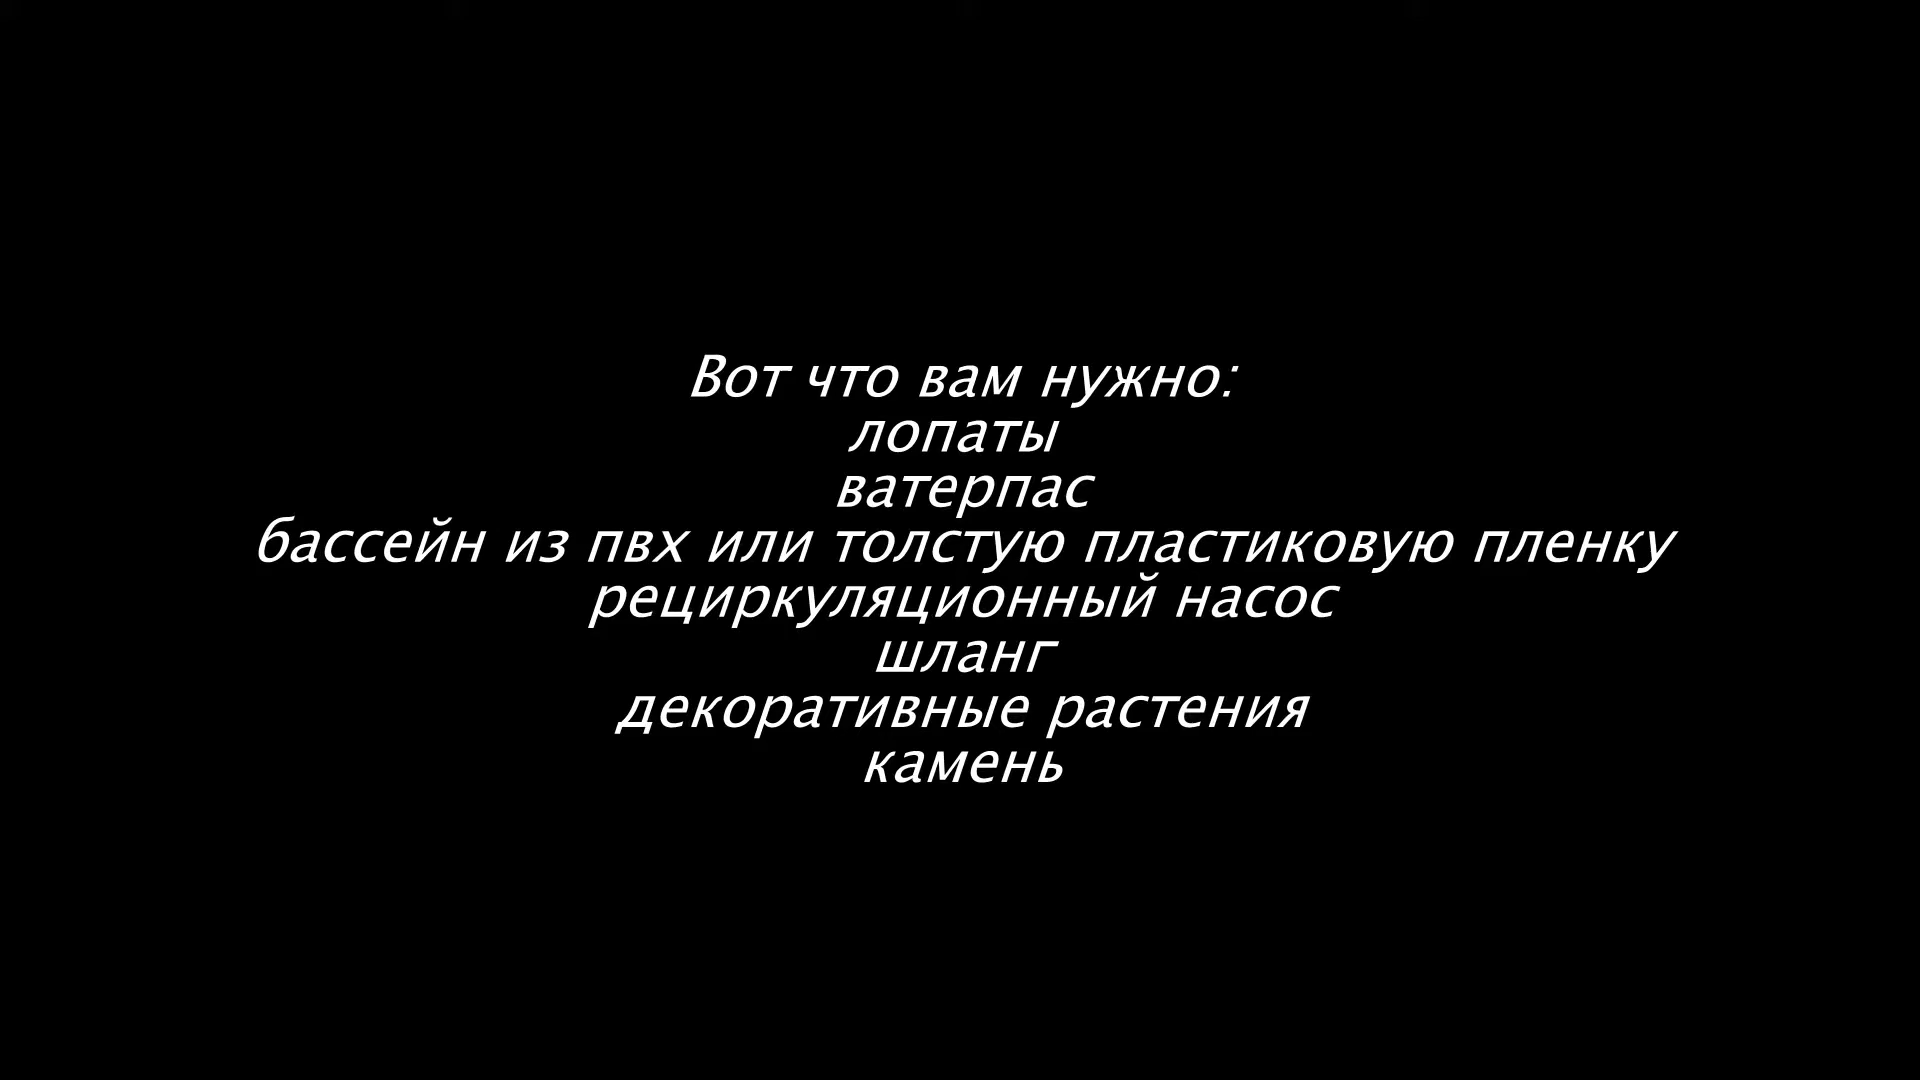 Вот что вам нужно:
лопаты
ватерпас
бассейн из пвх или толстую пластиковую пленку
рециркуляционный насос
шланг
декоративные растения
камень